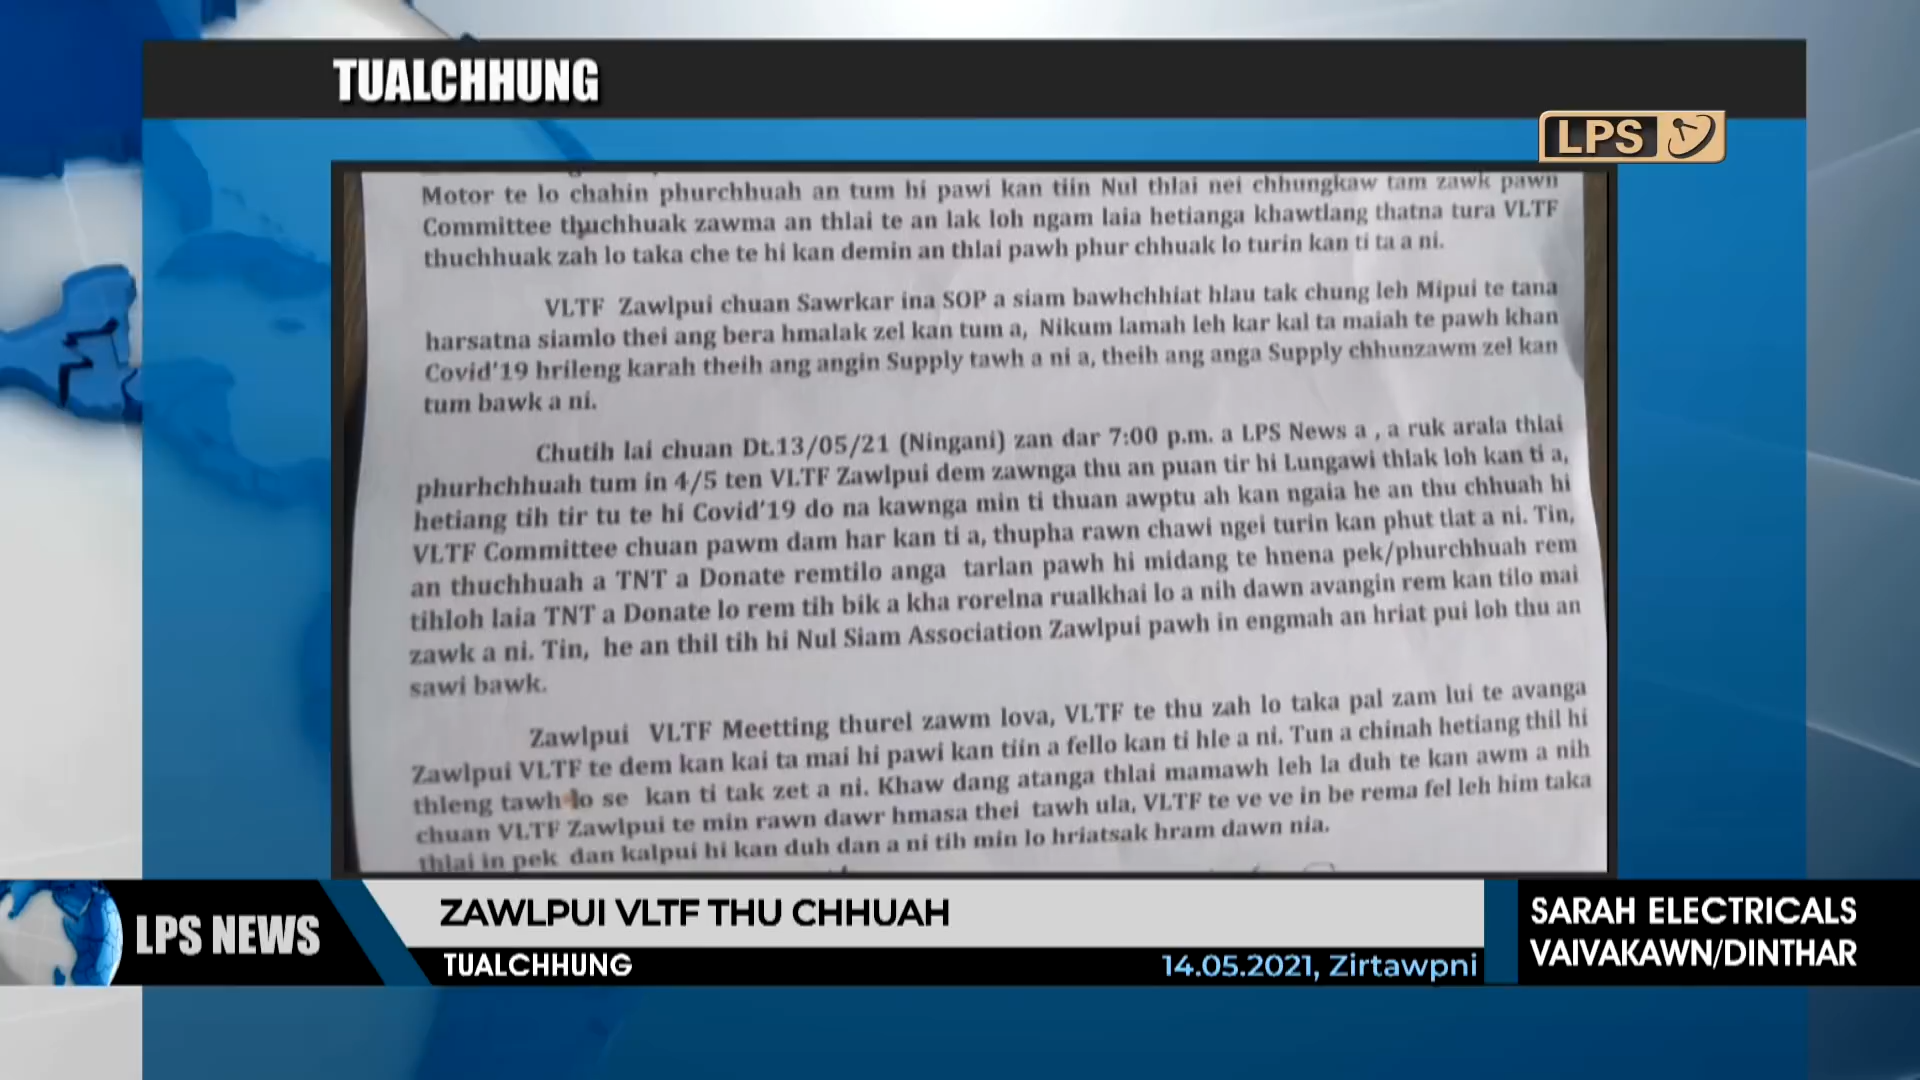 TUALCHHUNG
LPS
Motor te lo chahin phurchhuah an tum hi pawi kan tiin Nul thlai nei chhungkaw tam zawk pawn
Committee thuchhuak zawma an thlai te an lak loh ngam laia hetianga khawtlang thatna tura VLTF
thuchhuak zah lo taka che te hi kan demin an thlai pawh phur chhuak lo turin kan ti ta a ni.
VLTF Zawlpui chuan Sawrkar ina SOP a siam bawhchhiat hlau tak chung leh Mipui te tana
harsatna siamlo thei ang bera hmalak zel kan tum a, Nikum lamah leh kar kal ta maiah te pawh khan
Covid'19 hrileng karah theih ang angin Supply tawh a ni a, theih ang anga Supply chhunzawm zel kan
tum bawk a ni.
Chutih lai chuan Dt.13/05/21 (Ningani) zan dar 7:00 p.m. a LPS News a , a ruk arala thlai
phurhchhuah tum in 4/5 ten VLTF Zawlpui dem zawnga thu an puan tir hi Lungawi thlak loh kan ti a,
hetiang tih tir tu te hi Covid'19 do na kawnga min ti thuan awptu ah kan ngaia he an thu chhuah hi
VLTF Committee chuan pawm dam har kan ti a, thupha rawn chawi ngei turin kan phut tlat a ni. Tin,
an thuchhuah a TNT a Donate remtilo anga tarlan pawh hi midang te hnena pek/phurchhuah rem
tihloh laia TNT a Donate lo rem tih bik a kha rorelna rualkhai lo a nih dawn avangin rem kan tilo mai
zawk a ni. Tin, he an thil tih hi Nul Siam Association Zawlpui pawh in engmah an hriat pui loh thu an
sawi bawk.
Zawlpui VLTF Meetting thurel zawm lova, VLTF te thu zah lo taka pal zam lui te avanga
Zawlpui VLTF te dem kan kai ta mai hi pawi kan tiin a fello kan ti hle a ni. Tun a chinah hetiang thil hi
thleng tawh lo se kan ti tak zet a ni. Khaw dang atanga thlai mamawh leh la duh te kan awm a nih
chuan VLTF Zawlpui te min rawn dawr hmasa thei tawh ula, VLTF te ve ve in be rema fel leh him taka
thlai in pek dan kalpui hi kan duh dan a ni tih min lo hriatsak hram dawn nia.
LPS NEWS
ZAWLPUI VLTF THU CHHUAH
TUALCHHUNG
14.05.2021, Zirtawpni
SARAH ELECTRICALS
VAIVAKAWN/DINTHAR